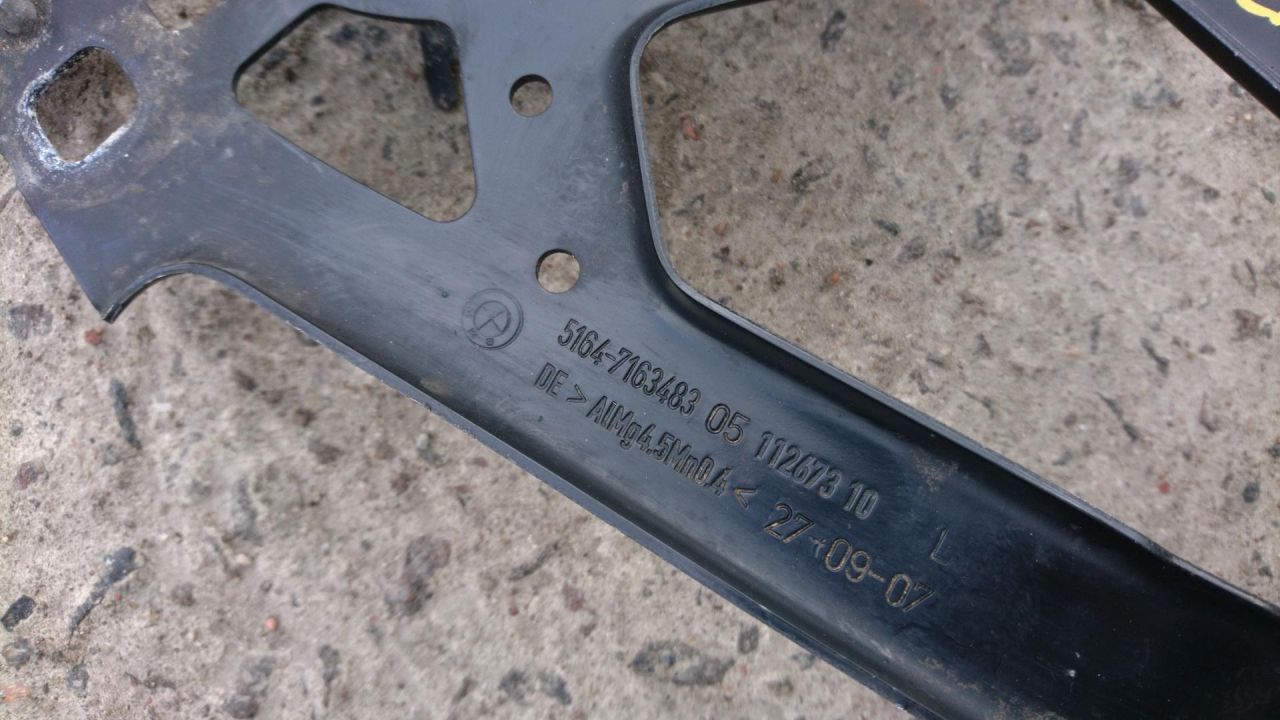 5164-7163483 05 112673 10
DE > AlMg4.5Mn0.4 < 27-09-07
L